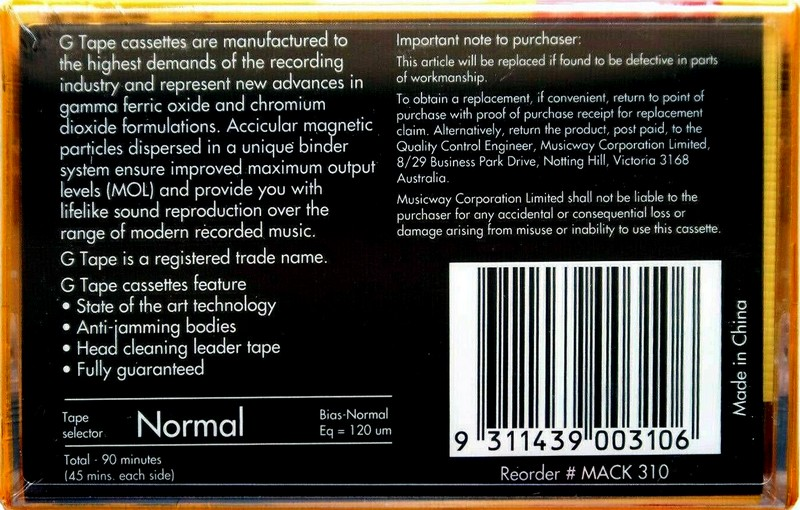 G Tape cassettes are manufactured to
the highest demands of the recording
industry and represent new advances in
gamma ferric oxide and chromium
dioxide formulations. Accicular magnetic
particles dispersed in a unique binder
system ensure improved maximum output
levels (MOL) and provide you with
lifelike sound reproduction over the
range of modern recorded music.
G Tape is a registered trade name.
G Tape cassettes feature
• State of the art technology
• Anti-jamming bodies
• Head cleaning leader tape
• Fully guaranteed
Tape
selector
Normal
Bias-Normal
Eq = 120 um
Total - 90 minutes
(45 mins. each side)
Important note to purchaser:
This article will be replaced if found to be defective in parts
of workmanship.
To obtain a replacement, if convenient, return to point of
purchase with proof of purchase receipt for replacement
claim. Alternatively, return the product, post paid, to the
Quality Control Engineer, Musicway Corporation Limited,
8/29 Business Park Drive, Notting Hill, Victoria 3168
Australia.
Musicway Corporation Limited shall not be liable to the
purchaser for any accidental or consequential loss or
damage arising from misuse or inability to use this cassette.
9 311439 003106
Reorder # MACK 310
Made in China